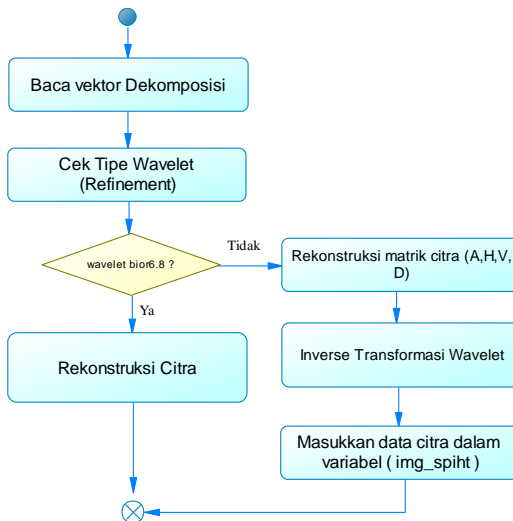 Baca vektor Dekomposisi
Cek Tipe Wavelet
(Refinement)
wavelet bior6.8 ?
Tidak
Ya
Rekonstruksi Citra
Rekonstruksi matrik citra (A,H,V,
D)
Inverse Transformasi Wavelet
Masukkan data citra dalam
variabel ( img_spiht )